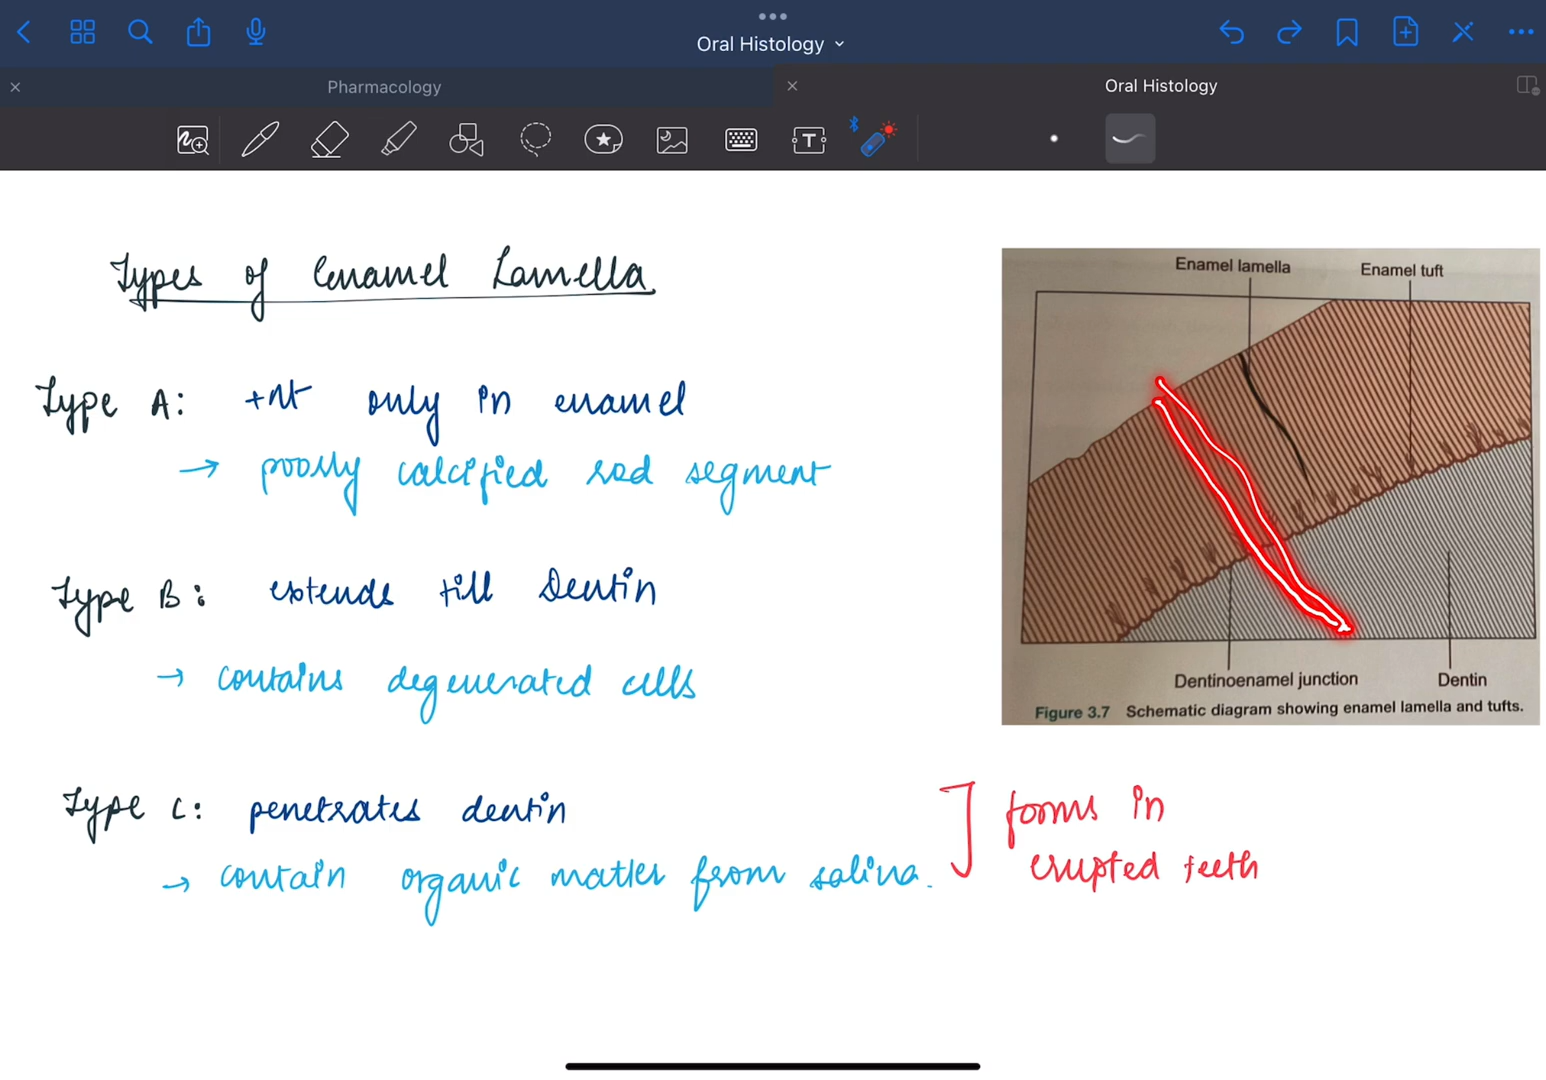 Oral Histology
Pharmacology
Oral Histology
T
Types of Enamel Lamella
Type A: +nt only in enamel
→ poorly calcified rod segment
Type B: extends till Dentin
→ contains degenerated cells
Type C: penetrates dentin
→ contain organic matter from saliva.
] forms in
erupted teeth
Enamel lamella
Enamel tuft
Dentinoenamel junction
Dentin
Figure 3.7 Schematic diagram showing enamel lamella and tufts.